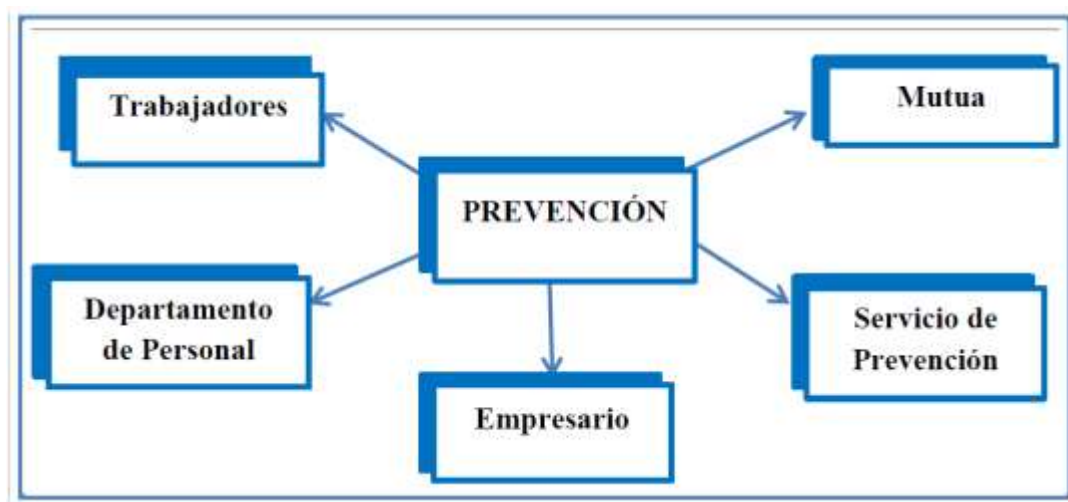 Trabajadores
Mutua
PREVENCIÓN
Departamento
de Personal
Servicio de
Prevención
Empresario